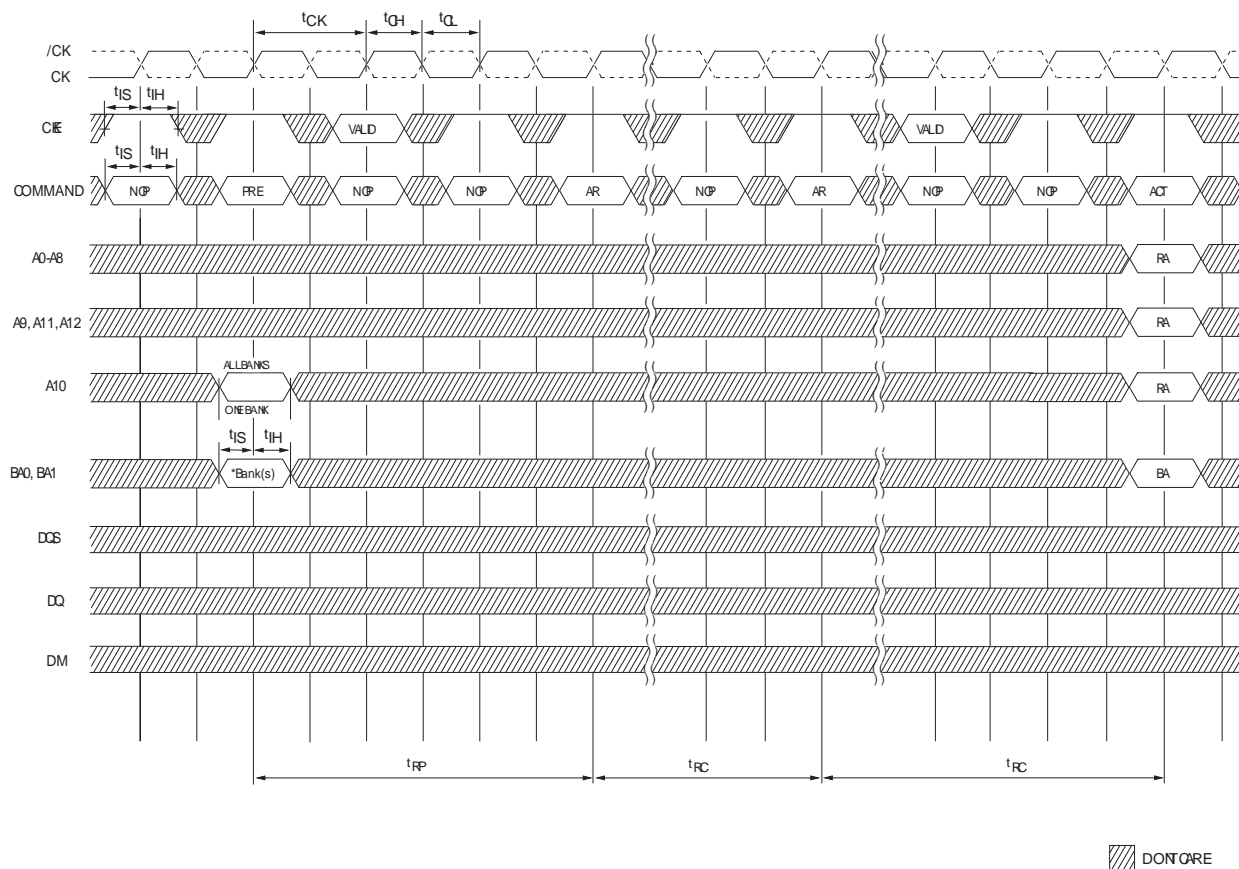 tCK tCH tCL
/CK
CK
tIS tIH
CKE VALID VALID
tIS tIH
COMMAND NOP PRE NOP NOP AR NOP AR NOP NOP ACT
A0-A8 RA
A9, A11, A12 RA
ALL BANKS
A10 RA
ONE BANK
tIS tIH
BA0, BA1 *Bank(s) BA
DQS
DQ
DM
tRP tRC tRC
DON'T CARE